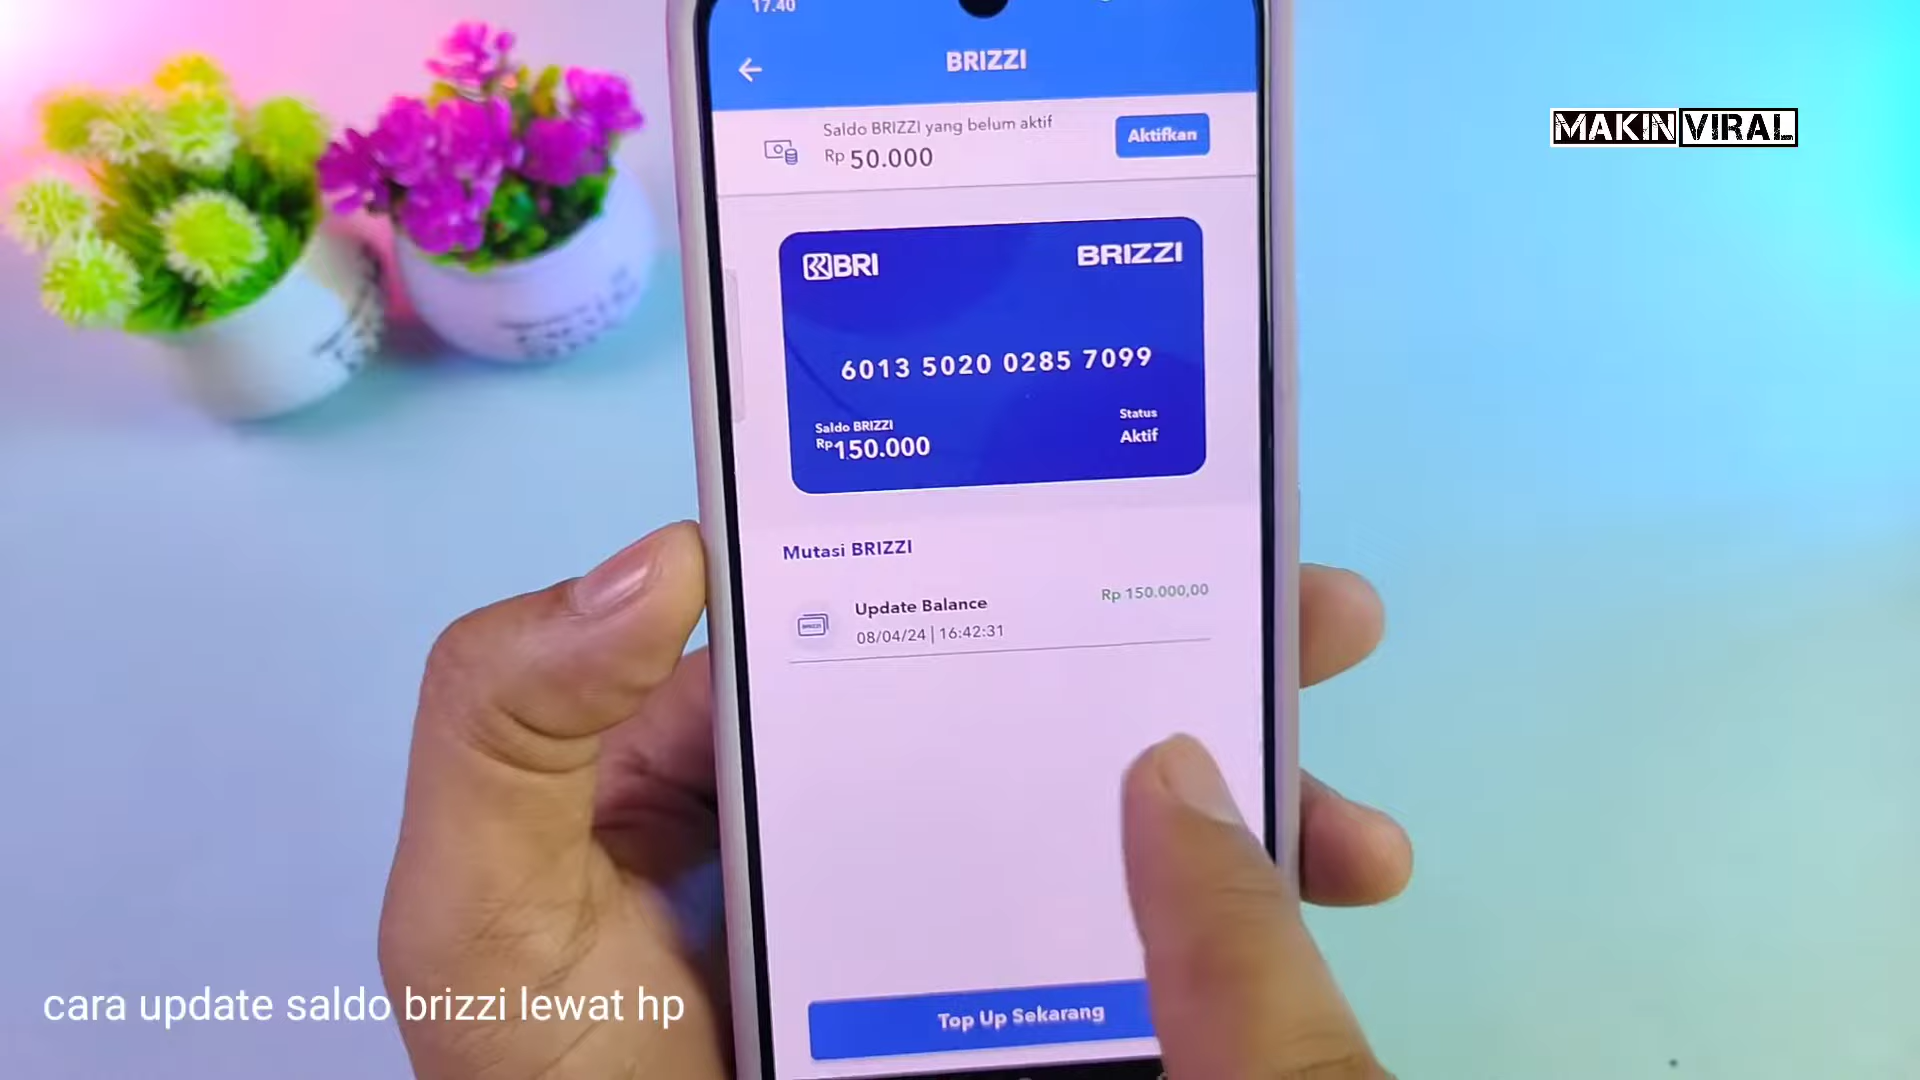 17.40
BRIZZI
Saldo BRIZZI yang belum aktif
Rp 50.000
Aktifkan
MAKIN VIRAL
BRI
BRIZZI
6013 5020 0285 7099
Saldo BRIZZI
Rp 150.000
Status
Aktif
Mutasi BRIZZI
Update Balance
Rp 150.000,00
08/04/24 | 16:42:31
Top Up Sekarang
cara update saldo brizzi lewat hp